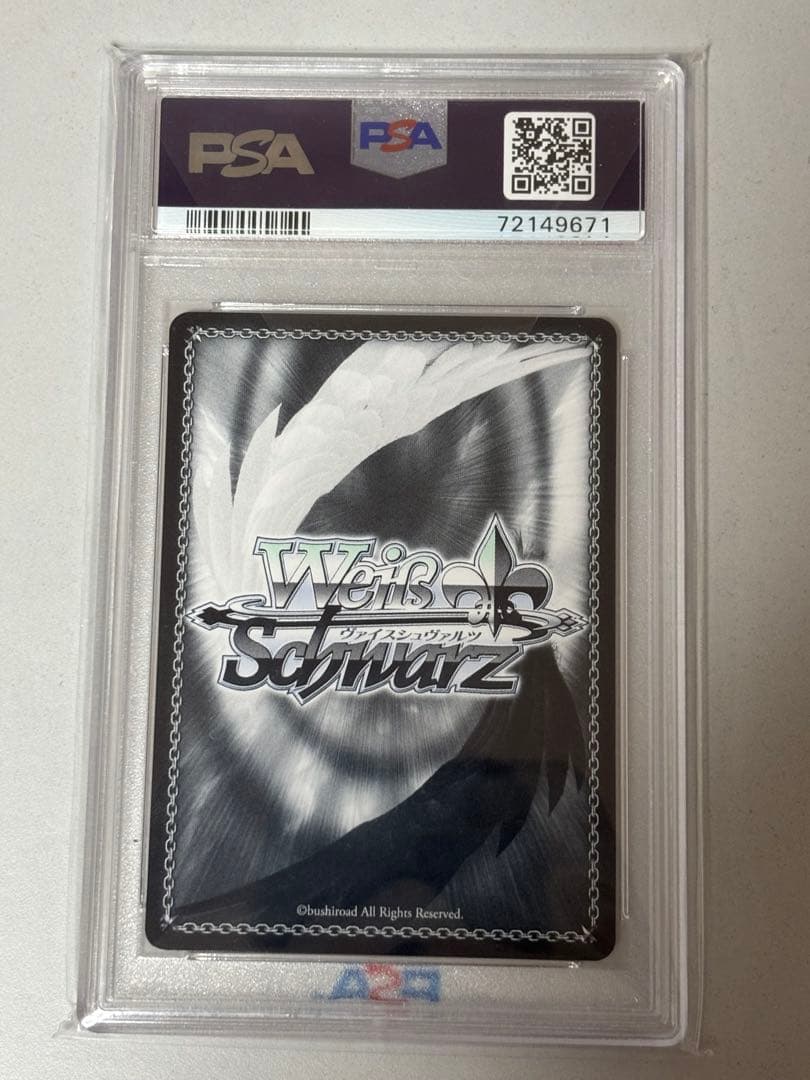 PSA
PSA
72149671
Weiß
ヴァイスシュヴァルツ
Schwarz
©bushiroad All Rights Reserved.
PSA